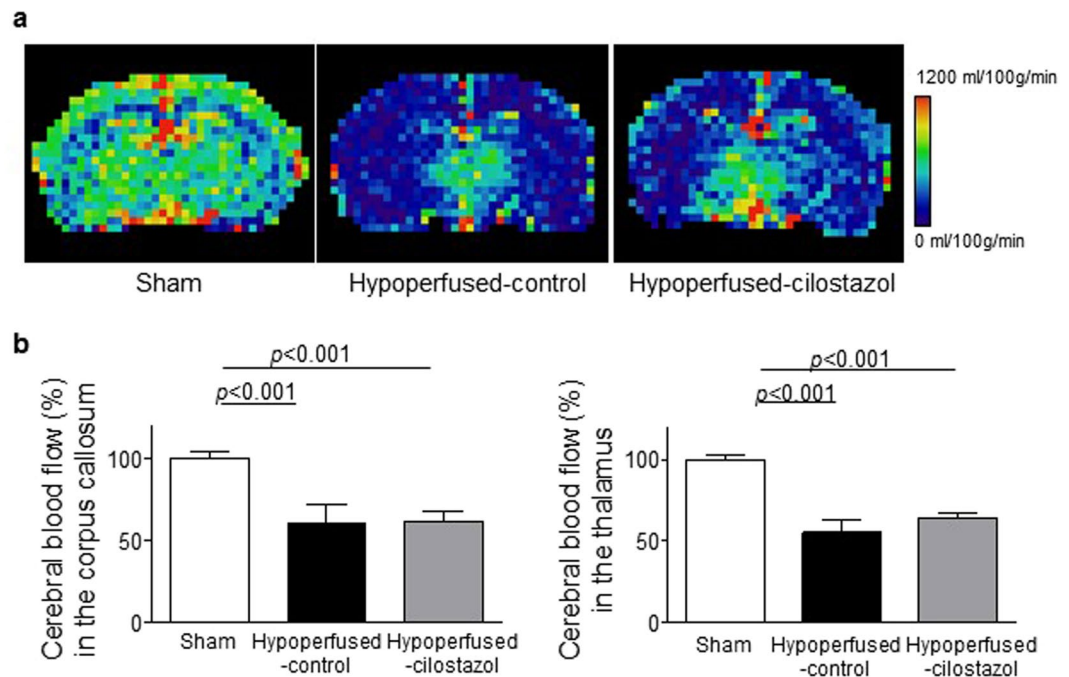 a
1200 ml/100g/min
0 ml/100g/min
Sham
Hypoperfused-control
Hypoperfused-cilostazol
b
Cerebral blood flow (%)
in the corpus callosum
p<0.001
p<0.001
100
50
0
Sham
Hypoperfused
-control
Hypoperfused
-cilostazol
Cerebral blood flow (%)
in the thalamus
p<0.001
p<0.001
100
50
0
Sham
Hypoperfused
-control
Hypoperfused
-cilostazol